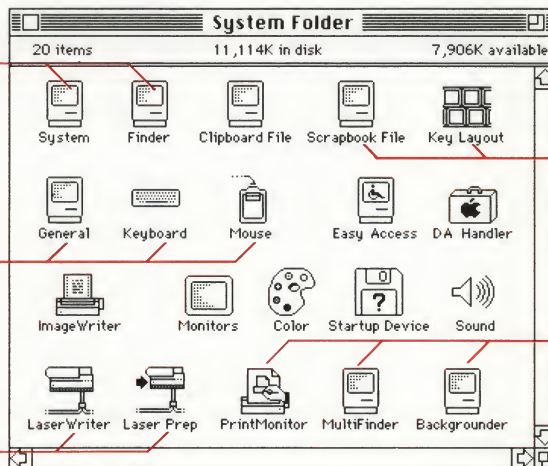 System Folder
20 items 11,114K in disk 7,906K available
System Finder Clipboard File Scrapbook File Key Layout
General Keyboard Mouse Easy Access DA Handler
ImageWriter Monitors Color Startup Device Sound
LaserWriter Laser Prep PrintMonitor MultiFinder Backgrounder